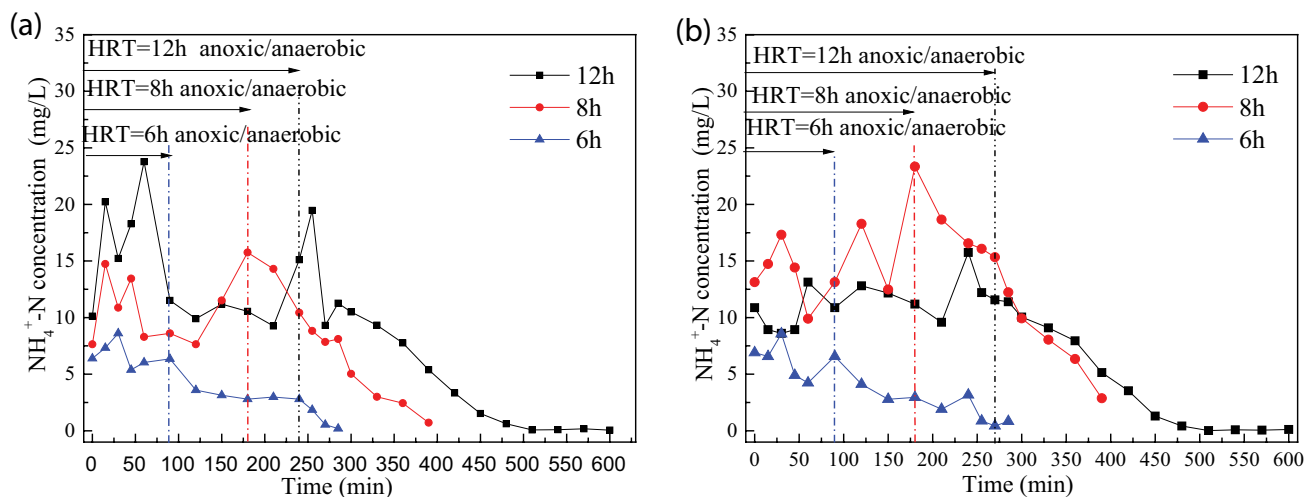 (a)
NH4+-N concentration (mg/L)
35
30
25
20
15
10
5
0
HRT=12h anoxic/anaerobic
HRT=8h anoxic/anaerobic
HRT=6h anoxic/anaerobic
12h
8h
6h
0 50 100 150 200 250 300 350 400 450 500 550 600
Time (min)
(b)
NH4+-N concentration (mg/L)
35
30
25
20
15
10
5
0
HRT=12h anoxic/anaerobic
HRT=8h anoxic/anaerobic
HRT=6h anoxic/anaerobic
12h
8h
6h
0 50 100 150 200 250 300 350 400 450 500 550 600
Time (min)